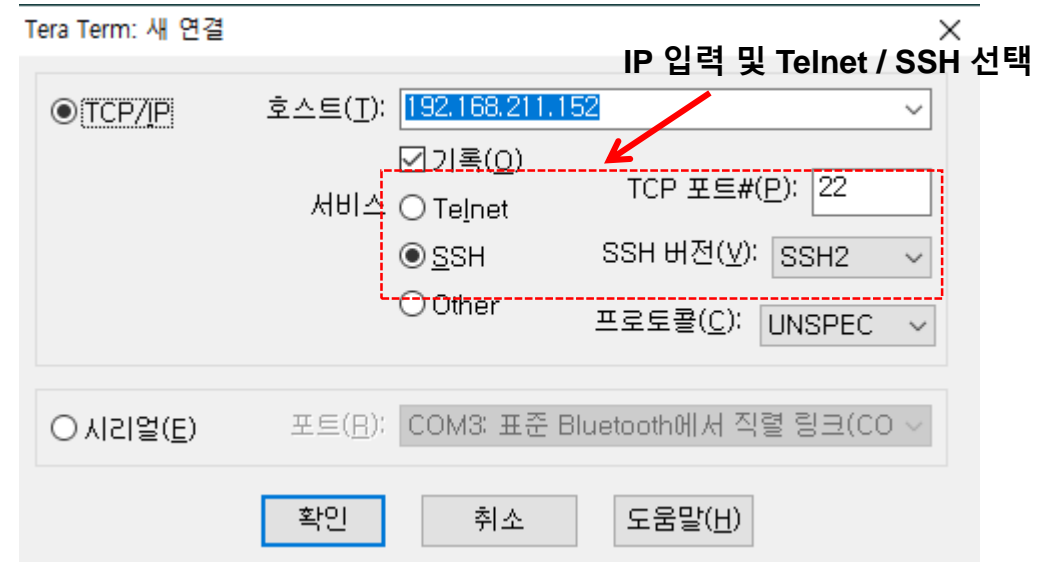 Tera Term: 새 연결
IP 입력 및 Telnet / SSH 선택
TCP/IP 호스트(T): 192.168.211.152
기록(O)
서비스 Telnet TCP 포트#(P): 22
SSH SSH 버전(V): SSH2
Other 프로토콜(C): UNSPEC
시리얼(E) 포트(R): COM3: 표준 Bluetooth에서 직렬 링크(CO
확인 취소 도움말(H)